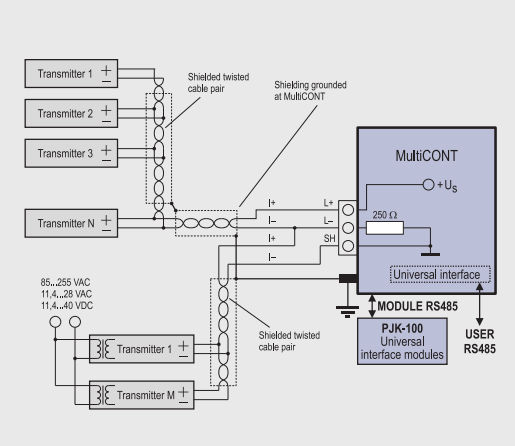 Transmitter 1 + –
Shielded twisted
cable pair
Shielding grounded
at MultiCONT
Transmitter 2 + –
Transmitter 3 + –
MultiCONT
+Us
I+
L+
Transmitter N + –
I–
L–
250 Ω
I+
SH
I–
Universal interface
85...255 VAC
11,4...28 VAC
11,4...40 VDC
MODULE RS485
PJK-100
Universal
interface modules
USER
RS485
Shielded twisted
cable pair
Transmitter 1 + –
Transmitter M + –